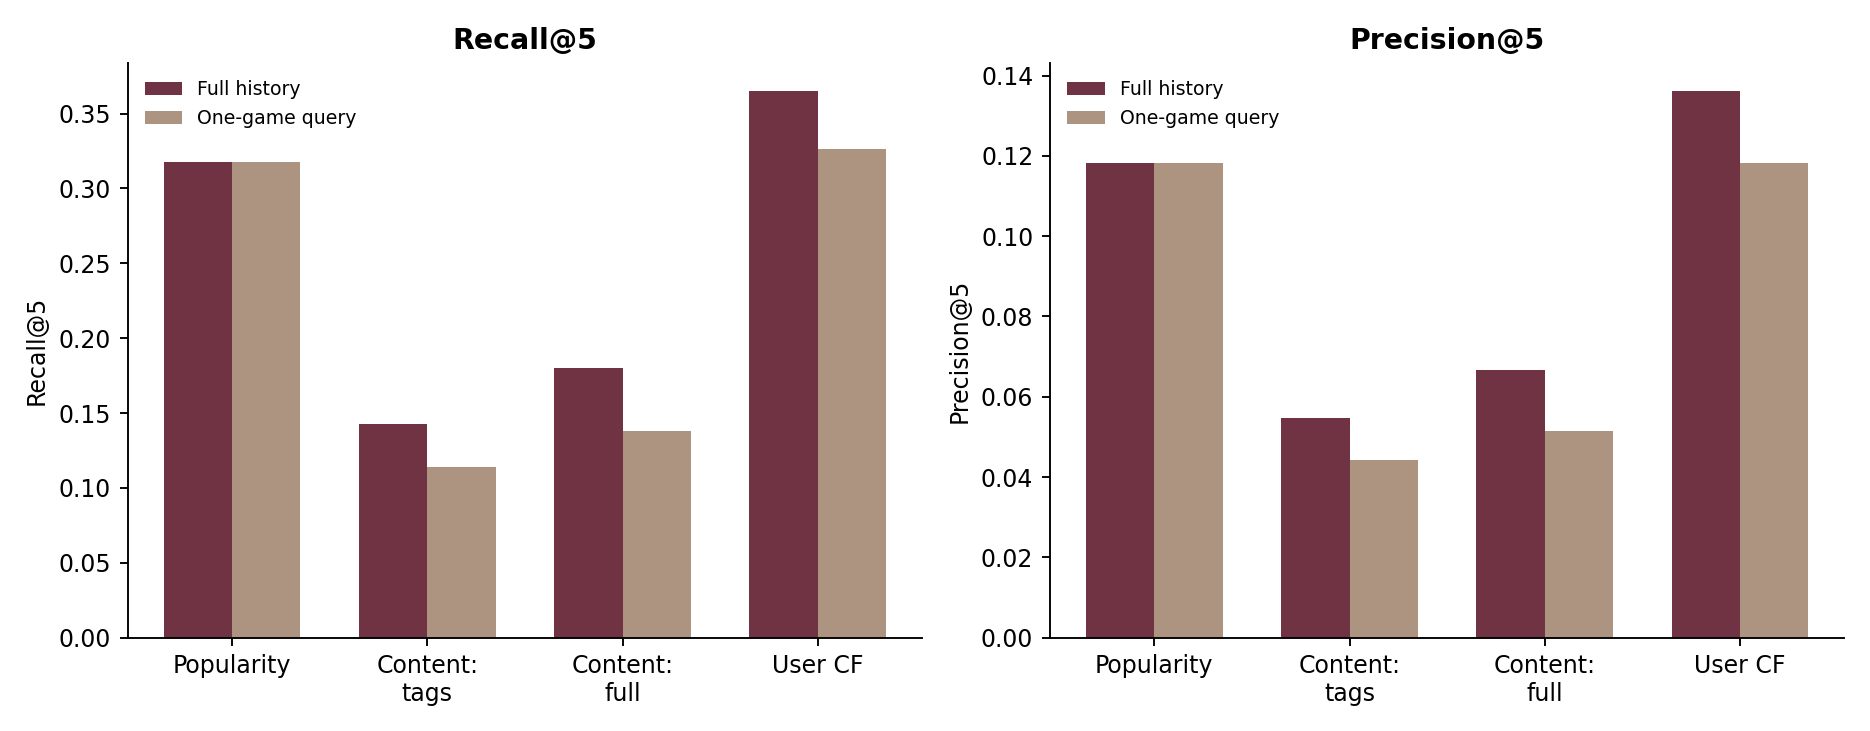 Recall@5
Full history
One-game query
Recall@5
0.35
0.30
0.25
0.20
0.15
0.10
0.05
0.00
Popularity
Content:
tags
Content:
full
User CF
Precision@5
Full history
One-game query
Precision@5
0.14
0.12
0.10
0.08
0.06
0.04
0.02
0.00
Popularity
Content:
tags
Content:
full
User CF